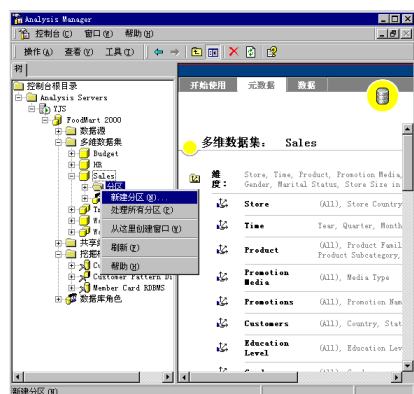 Analysis Manager
控制台(C) 窗口(W) 帮助(H)
操作(A) 查看(V) 工具(T)
树
控制台根目录
Analysis Servers
YJS
FoodMart 2000
数据源
多维数据集
Budget
HR
Sales
分区
新建分区(N)...
处理所有分区(P)
从这里创建窗口(W)
刷新(F)
帮助(H)
共享
挖掘
Customer Pattern Di
Member Card RDBMS
数据库角色
开始使用 元数据 数据
多维数据集: Sales
维度: Store, Time, Product, Promotion Media,
Gender, Marital Status, Store Size in
Store (All), Store Country
Time Year, Quarter, Month
Product (All), Product Famil
Product Subcategory,
Promotion Media (All), Media Type
Promotions (All), Promotion Nam
Customers (All), Country, Stat
Education Level (All), Education Lev
新建分区(N)